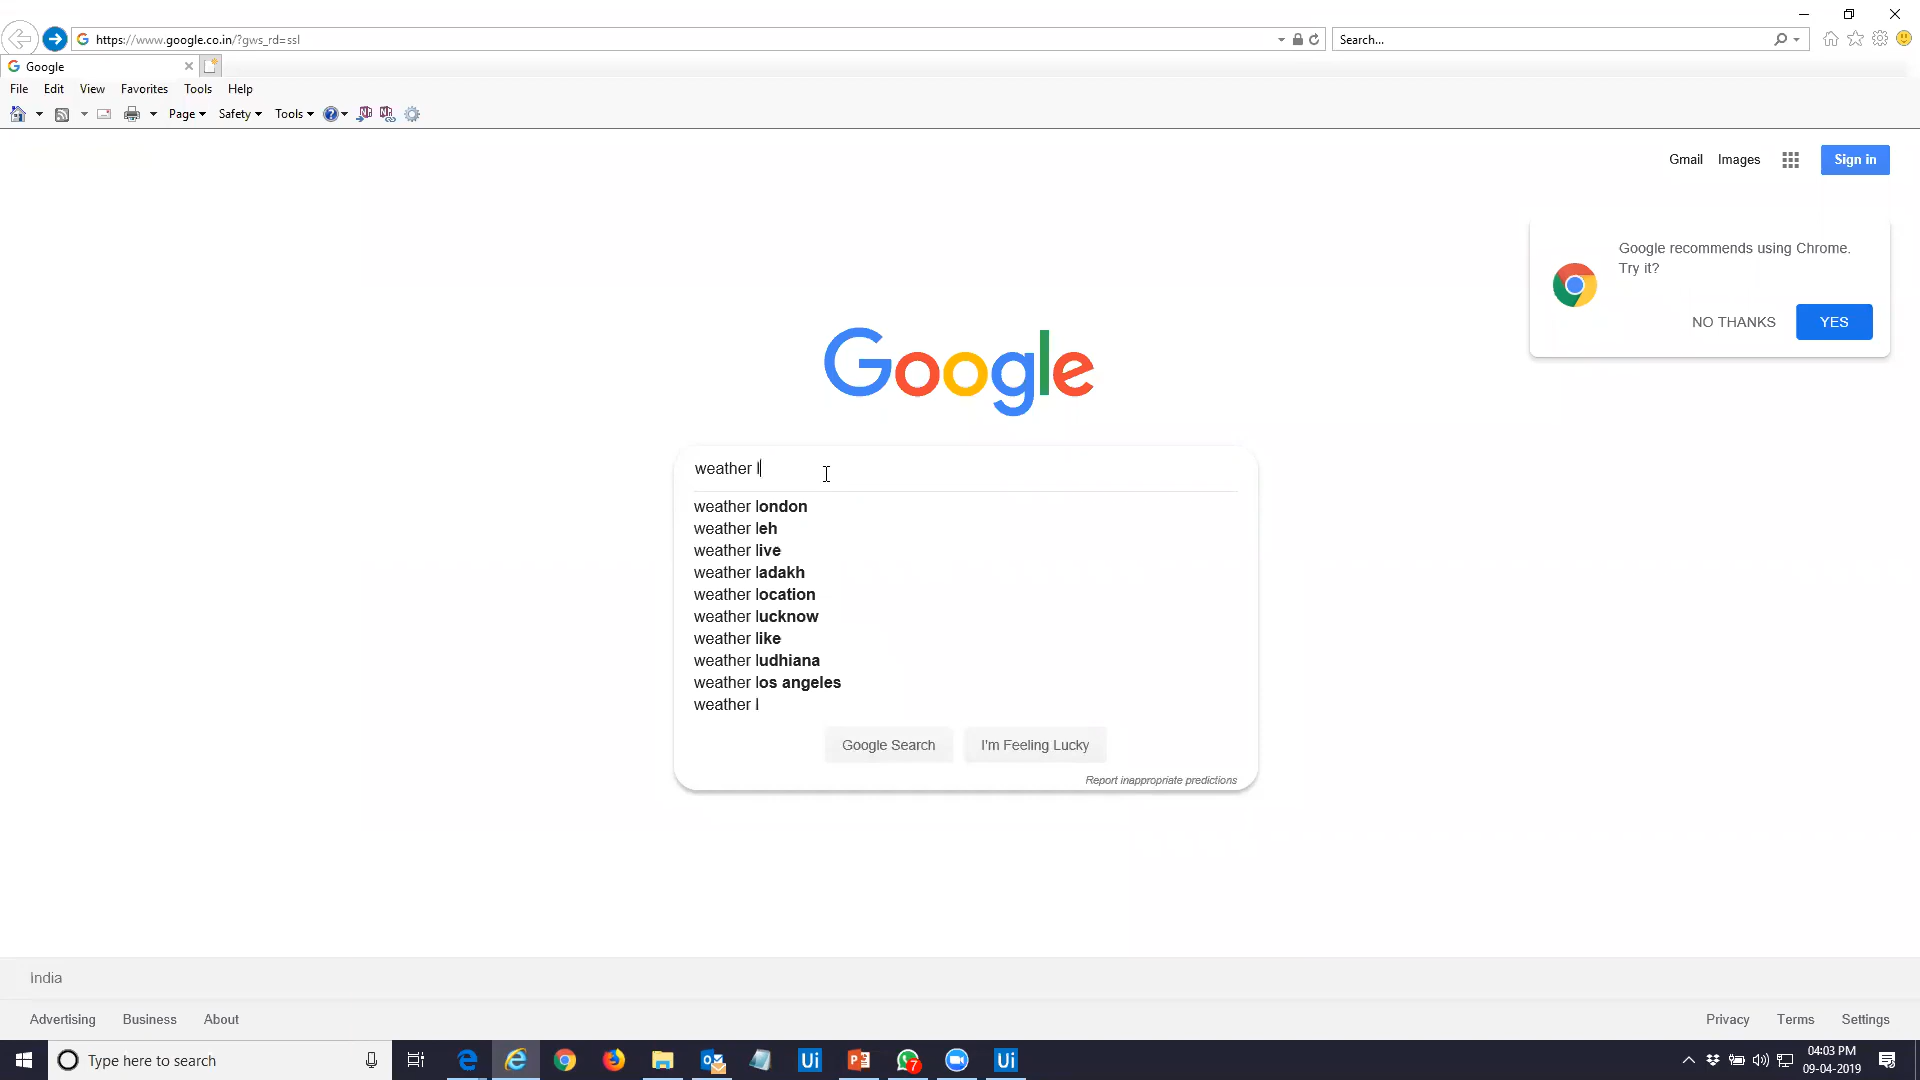 https://www.google.co.in/?gws_rd=ssl
Search...
Google
File Edit View Favorites Tools Help
Page Safety Tools
Gmail Images Sign in
Google recommends using Chrome.
Try it?
NO THANKS YES
Google
weather l
weather london
weather leh
weather live
weather ladakh
weather location
weather lucknow
weather like
weather ludhiana
weather los angeles
weather l
Google Search I'm Feeling Lucky
Report inappropriate predictions
India
Advertising Business About Privacy Terms Settings
Type here to search
Ui
Ui
7
04:03 PM
09-04-2019